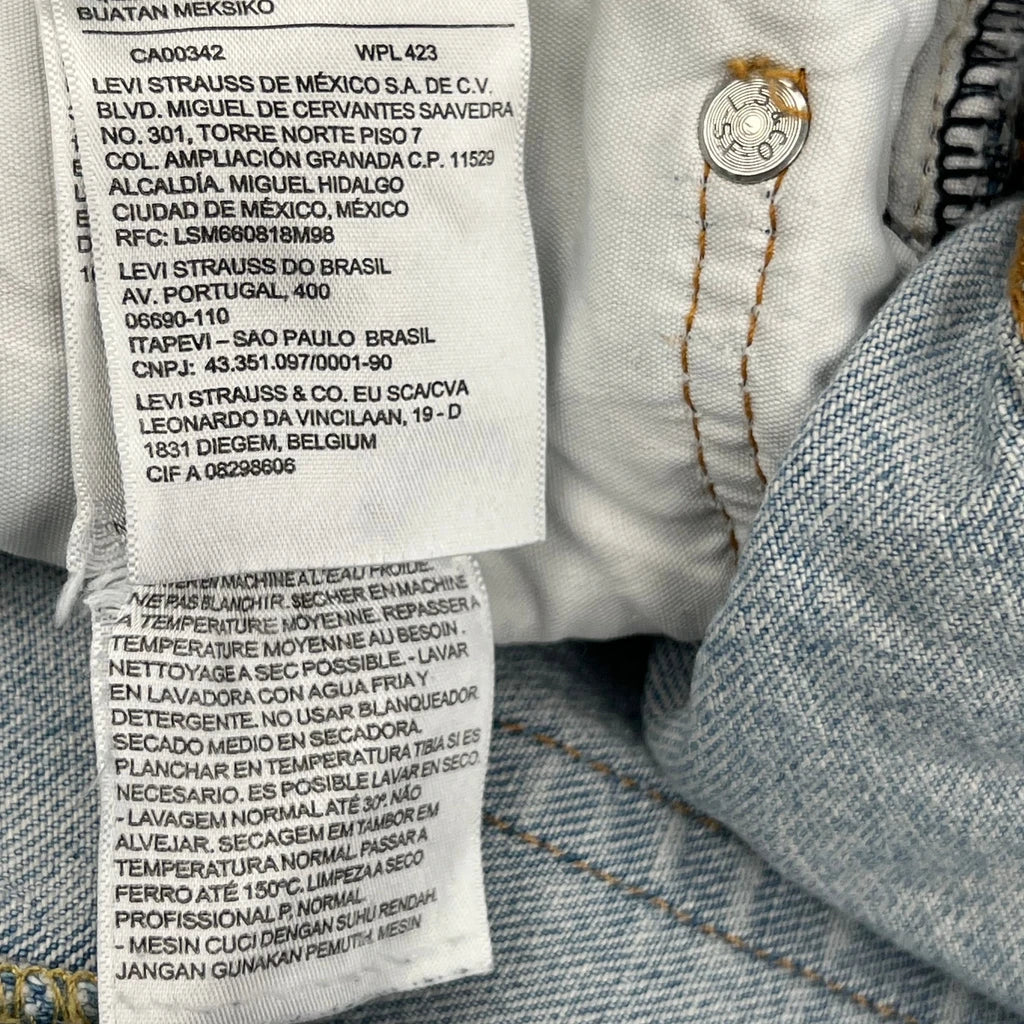 BUATAN MEKSIKO
CA00342 WPL 423
LEVI STRAUSS DE MÉXICO S.A. DE C.V.
BLVD. MIGUEL DE CERVANTES SAAVEDRA
NO. 301, TORRE NORTE PISO 7
COL. AMPLIACIÓN GRANADA C.P. 11529
ALCALDÍA. MIGUEL HIDALGO
CIUDAD DE MÉXICO, MÉXICO
RFC: LSM660818M98
LEVI STRAUSS DO BRASIL
AV. PORTUGAL, 400
06690-110
ITAPEVI – SAO PAULO BRASIL
CNPJ: 43.351.097/0001-90
LEVI STRAUSS & CO. EU SCA/CVA
LEONARDO DA VINCILAAN, 19 - D
1831 DIEGEM, BELGIUM
CIF A 08298606
EN MACHINE A L'EAU FROIDE.
NE PAS BLANCHIR. SECHER EN MACHINE
A TEMPERATURE MOYENNE. REPASSER A
TEMPERATURE MOYENNE AU BESOIN.
NETTOYAGE A SEC POSSIBLE. - LAVAR
EN LAVADORA CON AGUA FRIA Y
DETERGENTE. NO USAR BLANQUEADOR
SECADO MEDIO EN SECADORA.
PLANCHAR EN TEMPERATURA TIBIA SI ES
NECESARIO. ES POSIBLE LAVAR EN SECO.
- LAVAGEM NORMAL ATÉ 30º. NÃO
ALVEJAR. SECAGEM EM TAMBOR EM
TEMPERATURA NORMAL. PASSAR A
FERRO ATÉ 150ºC. LIMPEZA A SECO
PROFISSIONAL P, NORMAL.
- MESIN CUCI DENGAN SUHU RENDAH.
JANGAN GUNAKAN PEMUTIH. MESIN
L.S. & CO. S.F.